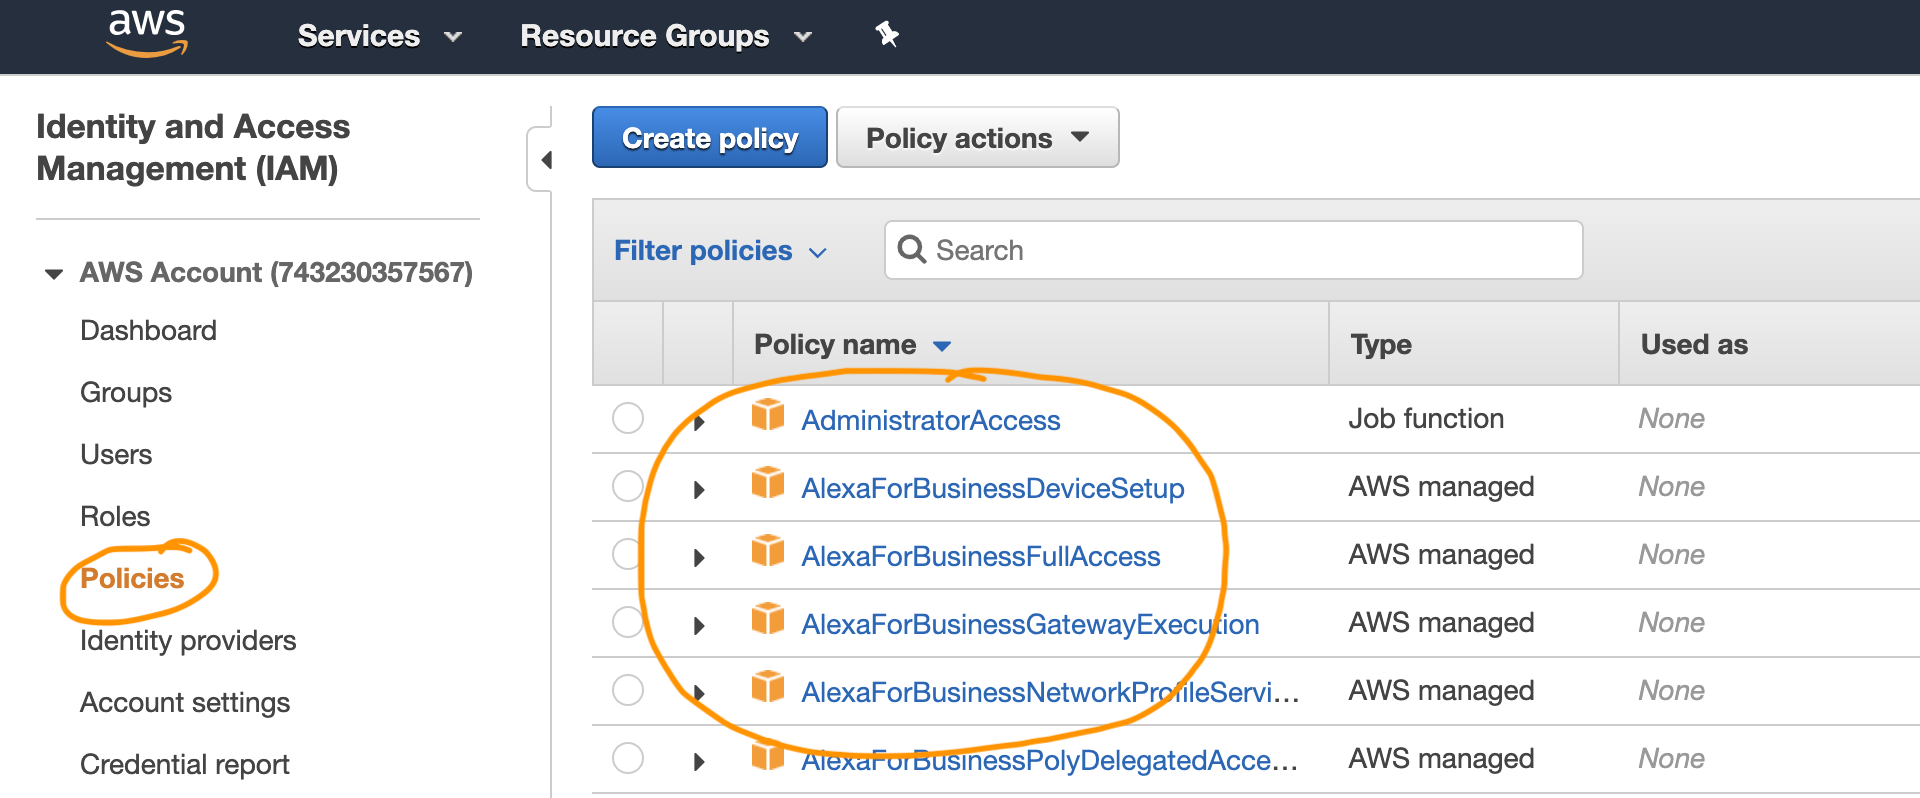 aws
Services
Resource Groups
Identity and Access
Management (IAM)
AWS Account (743230357567)
Dashboard
Groups
Users
Roles
Policies
Identity providers
Account settings
Credential report
Create policy
Policy actions
Filter policies
Search
Policy name Type Used as
AdministratorAccess Job function None
AlexaForBusinessDeviceSetup AWS managed None
AlexaForBusinessFullAccess AWS managed None
AlexaForBusinessGatewayExecution AWS managed None
AlexaForBusinessNetworkProfileServi... AWS managed None
AlexaForBusinessPolyDelegatedAcce... AWS managed None